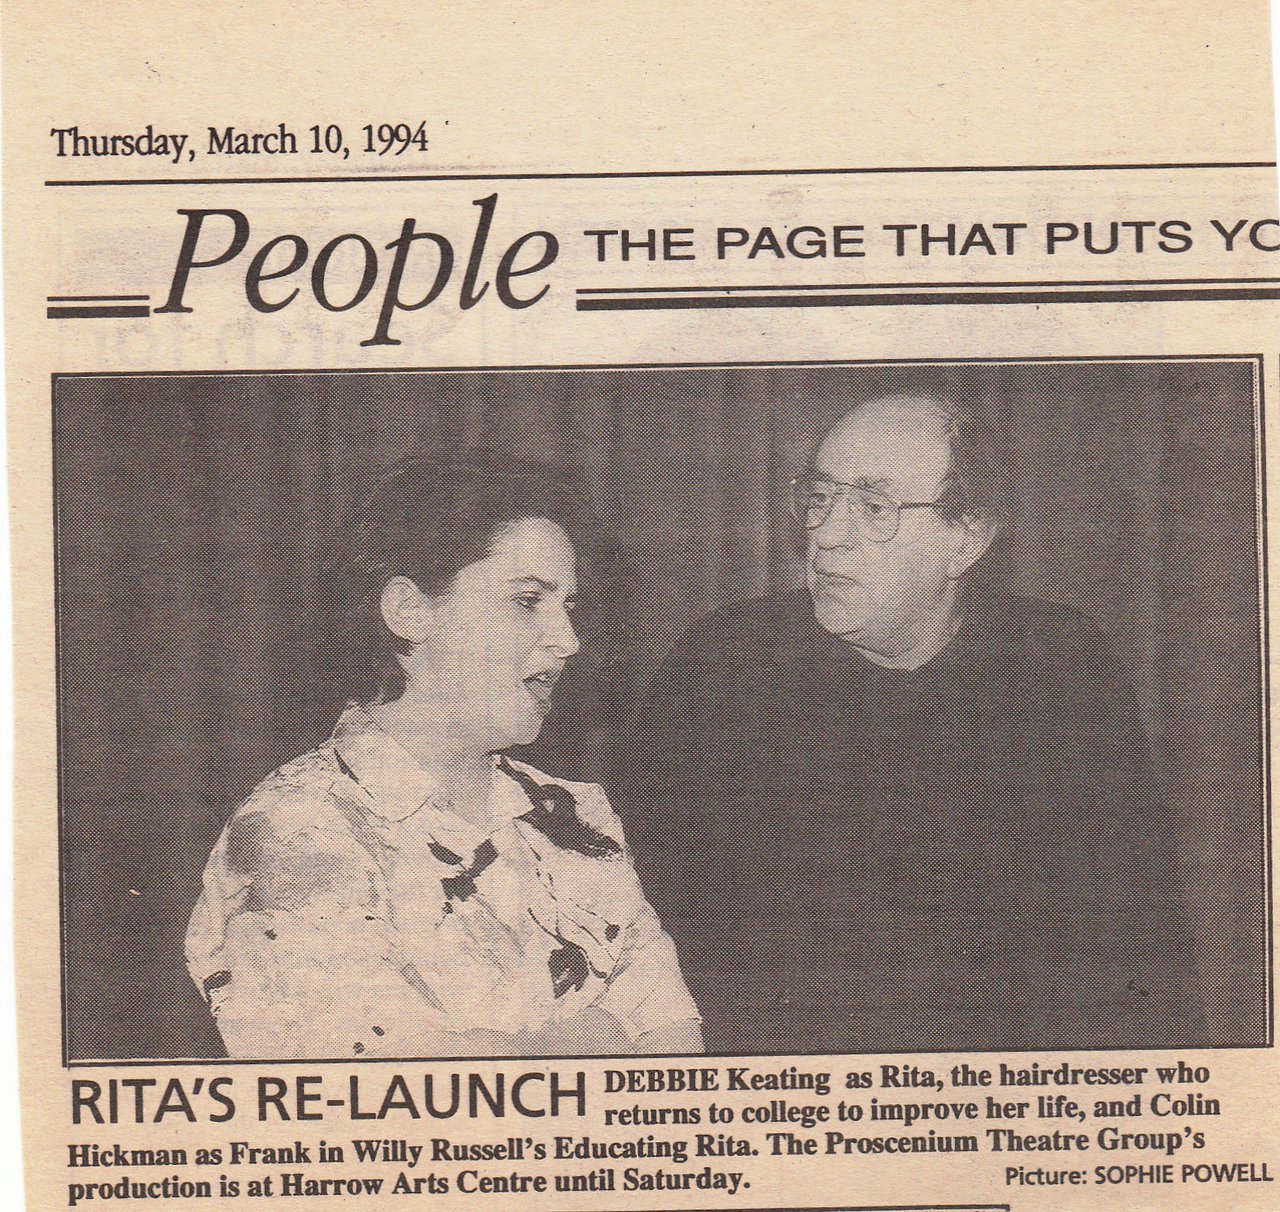 Thursday, March 10, 1994
People THE PAGE THAT PUTS YO
RITA'S RE-LAUNCH DEBBIE Keating as Rita, the hairdresser who
returns to college to improve her life, and Colin
Hickman as Frank in Willy Russell's Educating Rita. The Proscenium Theatre Group's
production is at Harrow Arts Centre until Saturday.
Picture: SOPHIE POWELL